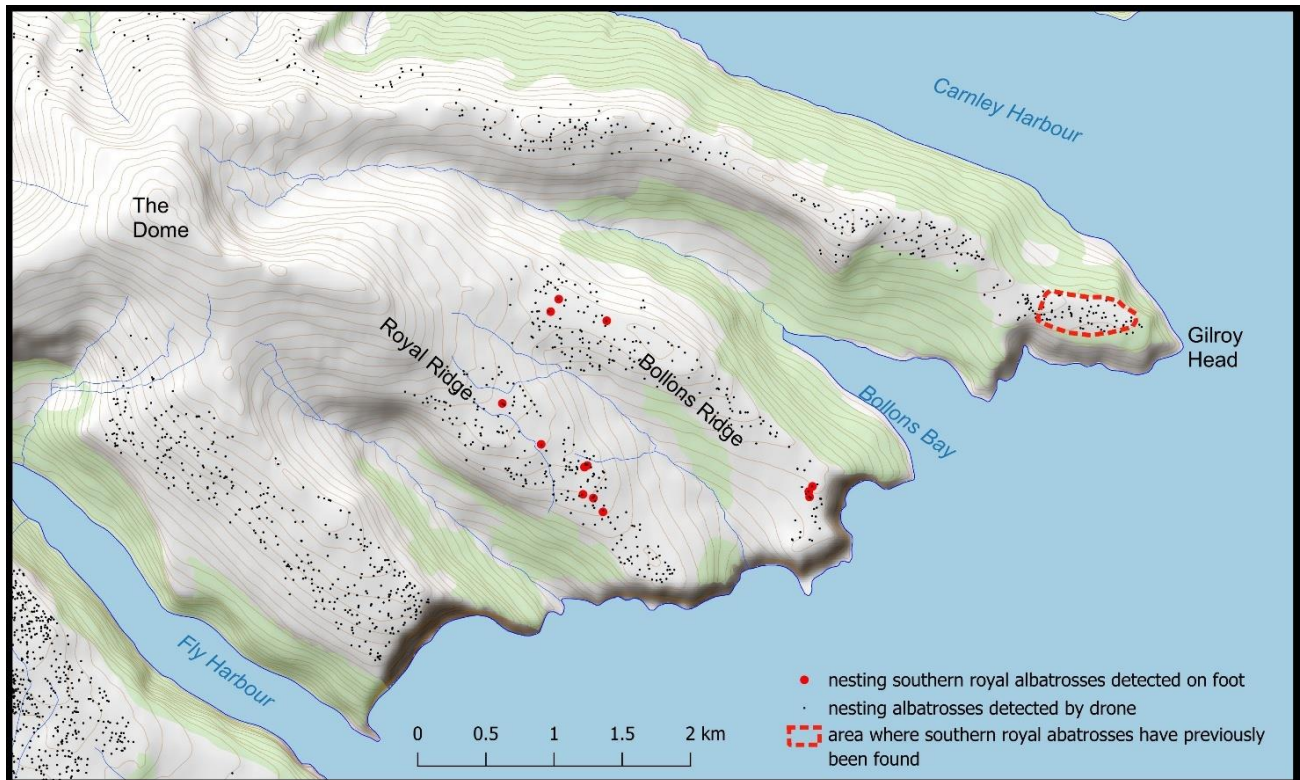 Carnley Harbour
The
Dome
Royal Ridge
Bollons Ridge
Gilroy
Head
Bollons Bay
Fly Harbour
0 0.5 1 1.5 2 km
nesting southern royal albatrosses detected on foot
nesting albatrosses detected by drone
area where southern royal abatrosses have previously
been found